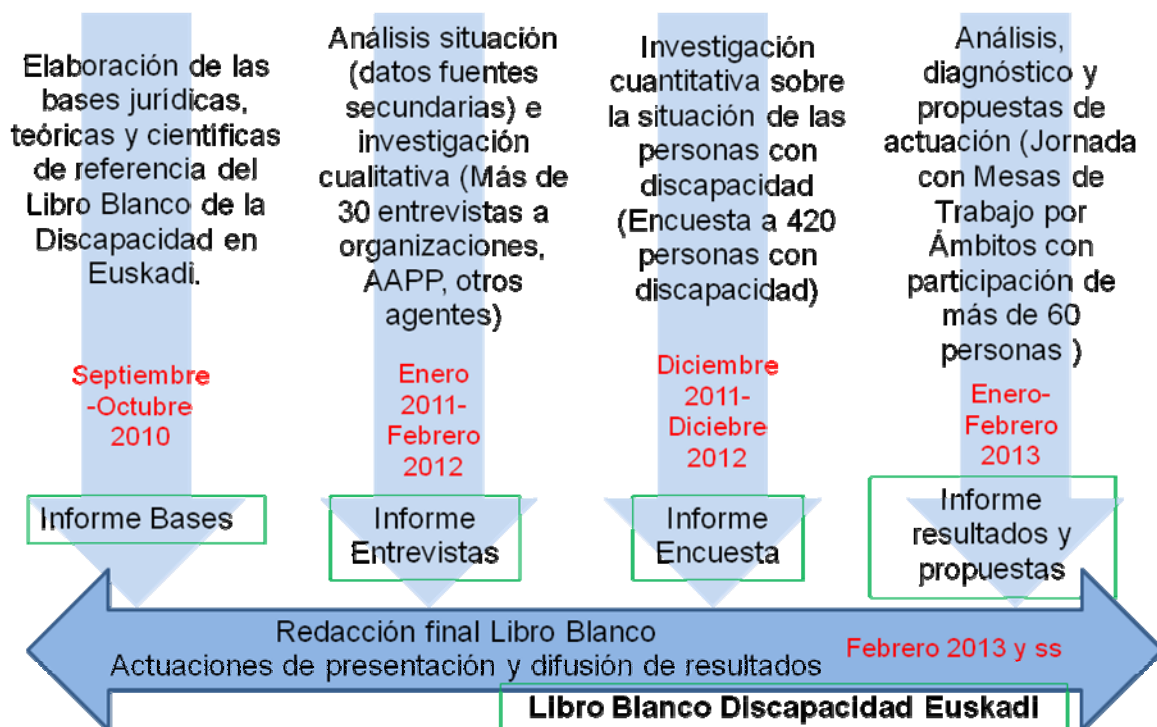 Elaboración de las
bases jurídicas,
teóricas y científicas
de referencia del
Libro Blanco de la
Discapacidad en
Euskadi.
Septiembre
-Octubre
2010
Informe Bases
Análisis situación
(datos fuentes
secundarias) e
investigación
cualitativa (Más de
30 entrevistas a
organizaciones,
AAPP, otros
agentes)
Enero
2011-
Febrero
2012
Informe
Entrevistas
Investigación
cuantitativa sobre
la situación de las
personas con
discapacidad
(Encuesta a 420
personas con
discapacidad)
Diciembre
2011-
Diciebre
2012
Informe
Encuesta
Análisis,
diagnóstico y
propuestas de
actuación (Jornada
con Mesas de
Trabajo por
Ámbitos con
participación de
más de 60
personas )
Enero-
Febrero
2013
Informe
resultados y
propuestas
Redacción final Libro Blanco
Actuaciones de presentación y difusión de resultados
Febrero 2013 y ss
Libro Blanco Discapacidad Euskadi